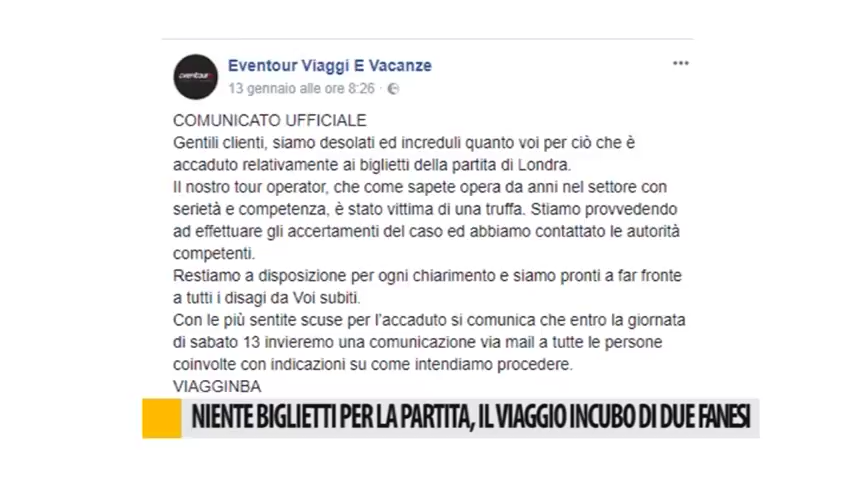 eventour
Eventour Viaggi E Vacanze
13 gennaio alle ore 8:26 ·
COMUNICATO UFFICIALE
Gentili clienti, siamo desolati ed increduli quanto voi per ciò che è
accaduto relativamente ai biglietti della partita di Londra.
Il nostro tour operator, che come sapete opera da anni nel settore con
serietà e competenza, è stato vittima di una truffa. Stiamo provvedendo
ad effettuare gli accertamenti del caso ed abbiamo contattato le autorità
competenti.
Restiamo a disposizione per ogni chiarimento e siamo pronti a far fronte
a tutti i disagi da Voi subiti.
Con le più sentite scuse per l'accaduto si comunica che entro la giornata
di sabato 13 invieremo una comunicazione via mail a tutte le persone
coinvolte con indicazioni su come intendiamo procedere.
VIAGGINBA
NIENTE BIGLIETTI PER LA PARTITA, IL VIAGGIO INCUBO DI DUE FANESI